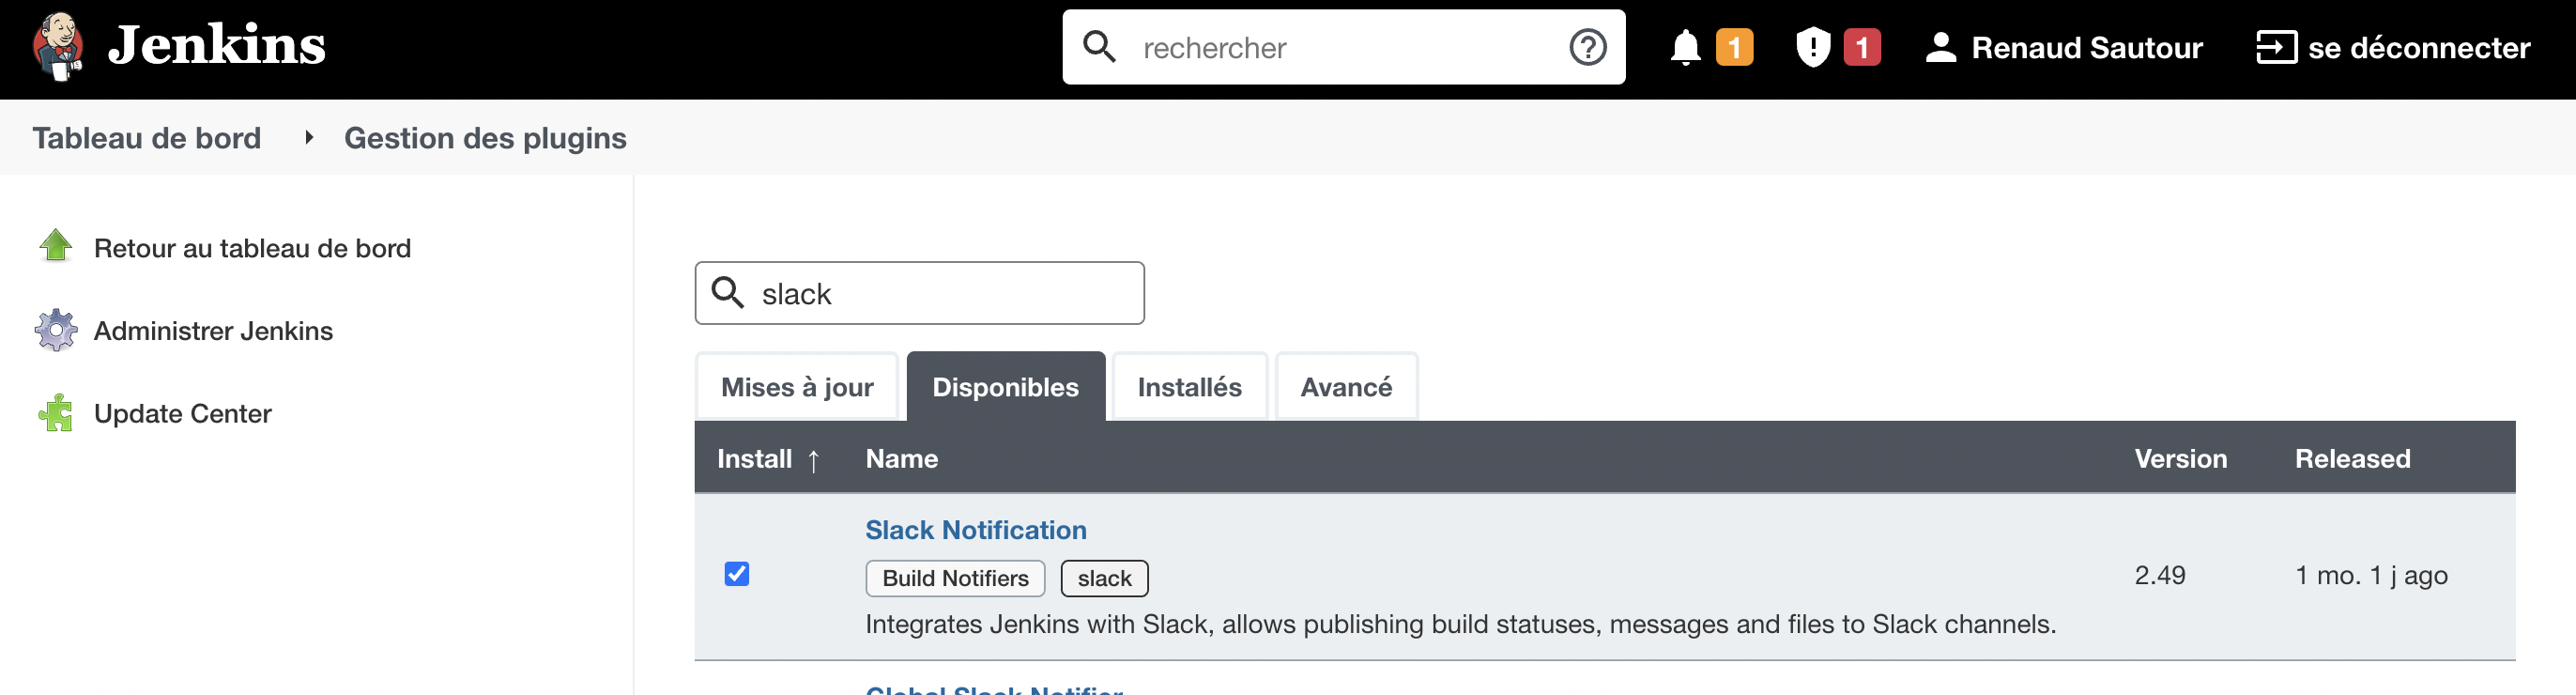 Jenkins
rechercher
1
1
Renaud Sautour
se déconnecter
Tableau de bord
Gestion des plugins
Retour au tableau de bord
Administrer Jenkins
Update Center
slack
Mises à jour
Disponibles
Installés
Avancé
Install ↑ Name Version Released
Slack Notification
Build Notifiers slack
2.49 1 mo. 1 j ago
Integrates Jenkins with Slack, allows publishing build statuses, messages and files to Slack channels.
Global Slack Notifier